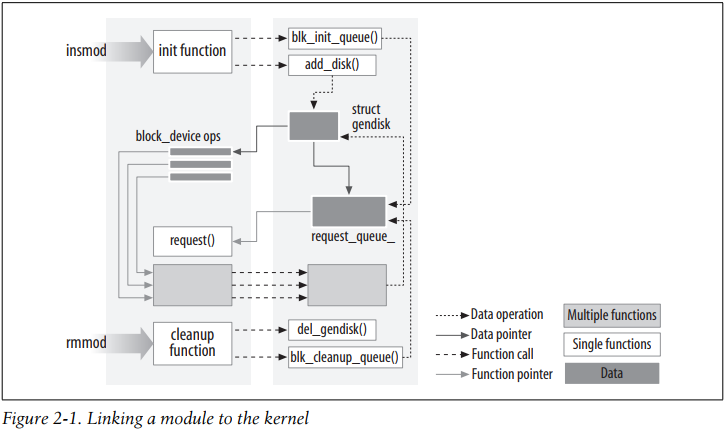 insmod
init function
blk_init_queue()
add_disk()
struct
gendisk
block_device ops
request()
request_queue_
rmmod
cleanup
function
del_gendisk()
blk_cleanup_queue()
Data operation
Data pointer
Function call
Function pointer
Multiple functions
Single functions
Data
Figure 2-1. Linking a module to the kernel